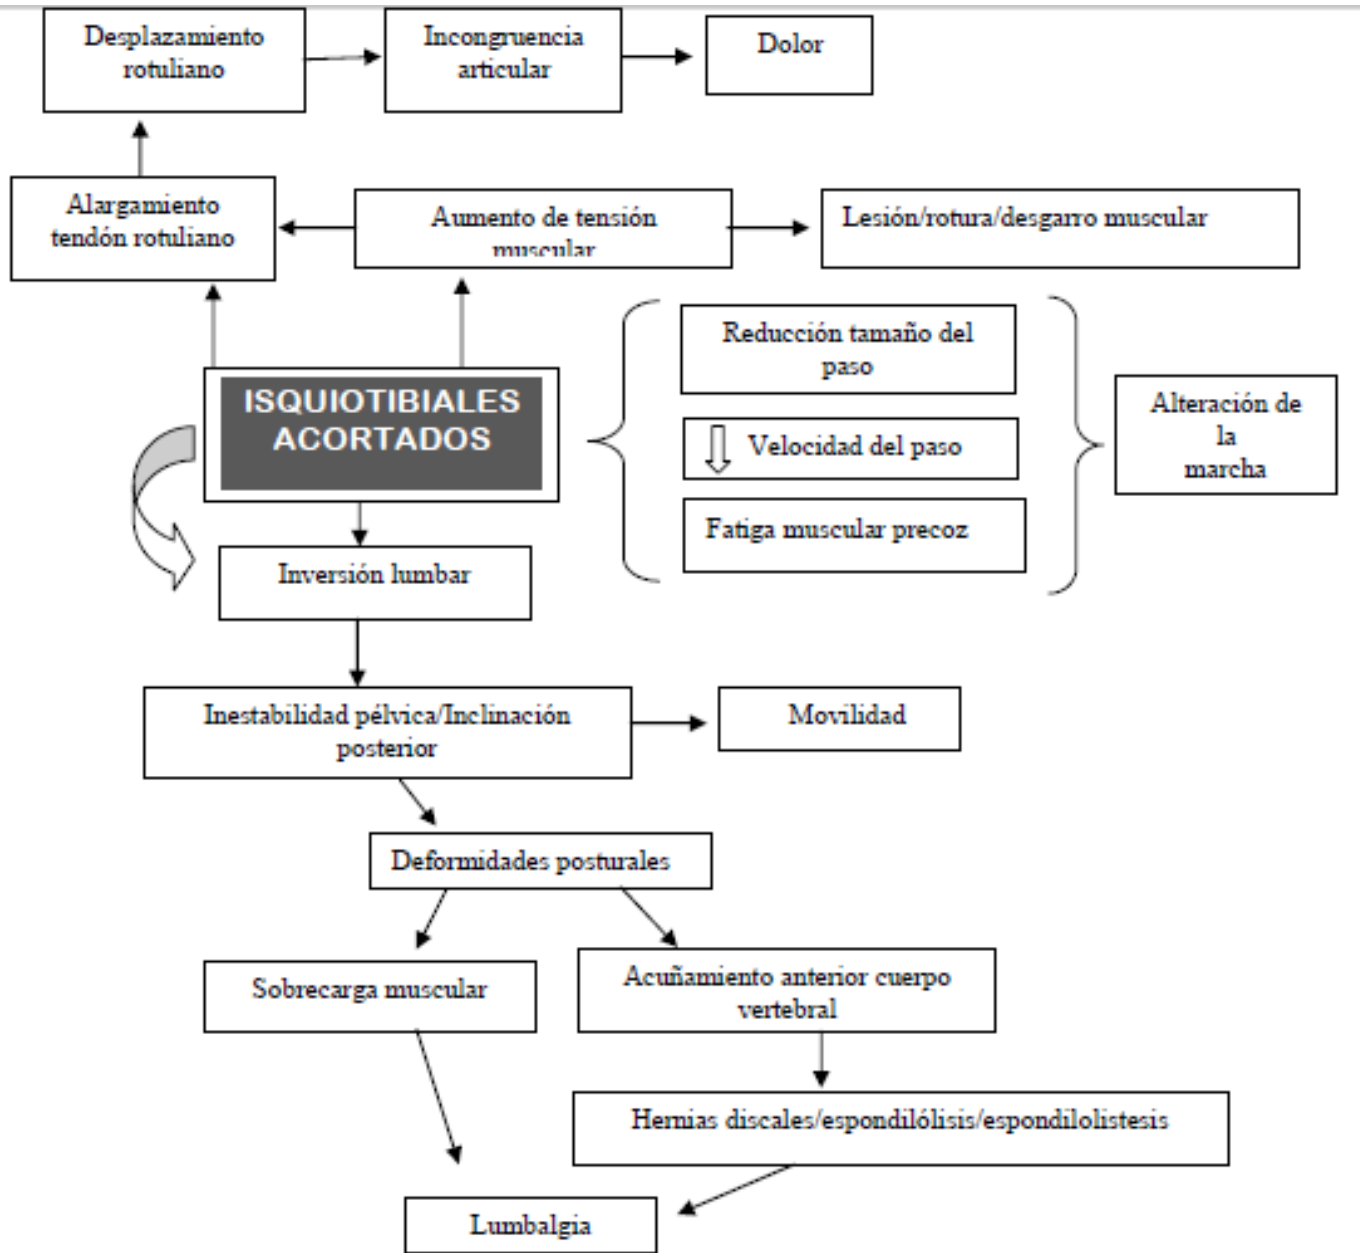 Desplazamiento
rotuliano
Incongruencia
articular
Dolor
Alargamiento
tendón rotuliano
Aumento de tensión
muscular
Lesión/rotura/desgarro muscular
ISQUIOTIBIALES
ACORTADOS
Reducción tamaño del
paso
Velocidad del paso
Fatiga muscular precoz
Alteración de
la
marcha
Inversión lumbar
Inestabilidad pélvica/Inclinación
posterior
Movilidad
Deformidades posturales
Sobrecarga muscular
Acuñamiento anterior cuerpo
vertebral
Hernias discales/espondilólisis/espondilolistesis
Lumbalgia